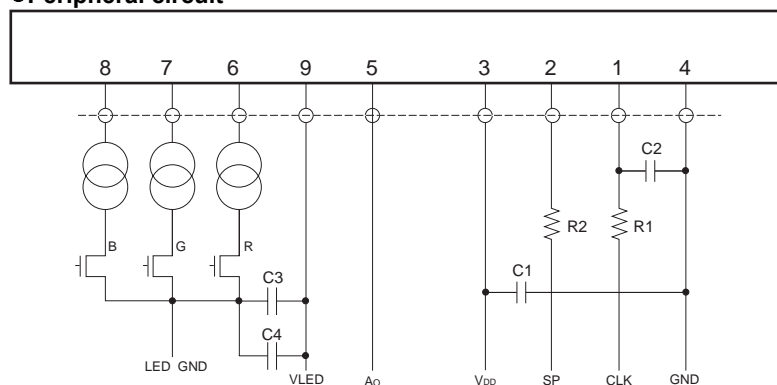 Peripheral circuit
8 7 6 9 5 3 2 1 4
C2
R2 R1
B G R
C3 C1
C4
LED GND
VLED AO VDD SP CLK GND